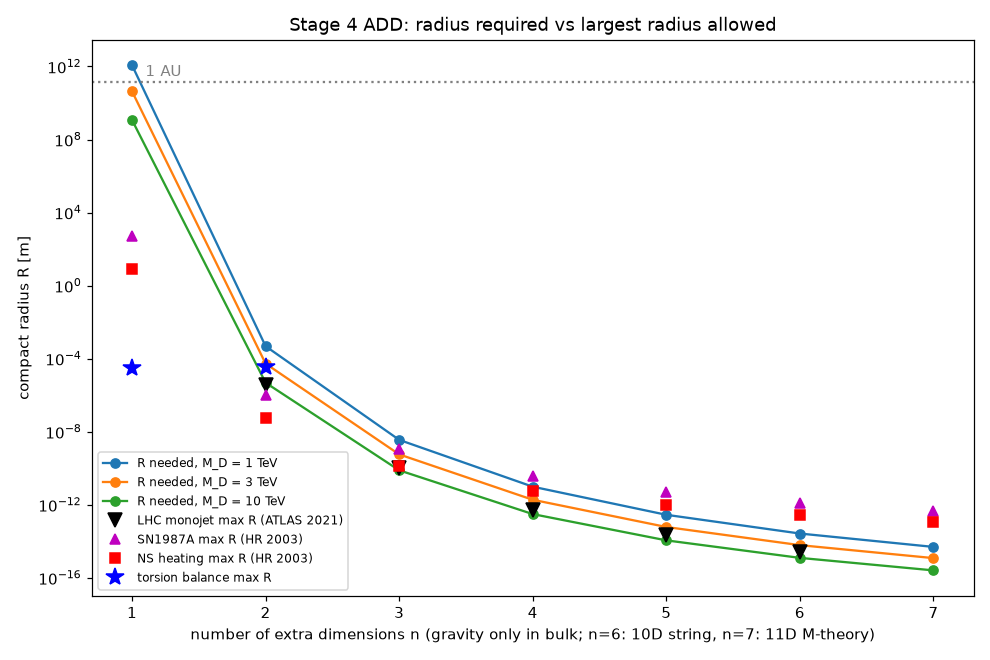 Stage 4 ADD: radius required vs largest radius allowed
compact radius R [m]
10^12
10^8
10^4
10^0
10^−4
10^−8
10^−12
10^−16
1 AU
R needed, M_D = 1 TeV
R needed, M_D = 3 TeV
R needed, M_D = 10 TeV
LHC monojet max R (ATLAS 2021)
SN1987A max R (HR 2003)
NS heating max R (HR 2003)
torsion balance max R
1 2 3 4 5 6 7
number of extra dimensions n (gravity only in bulk; n=6: 10D string, n=7: 11D M-theory)